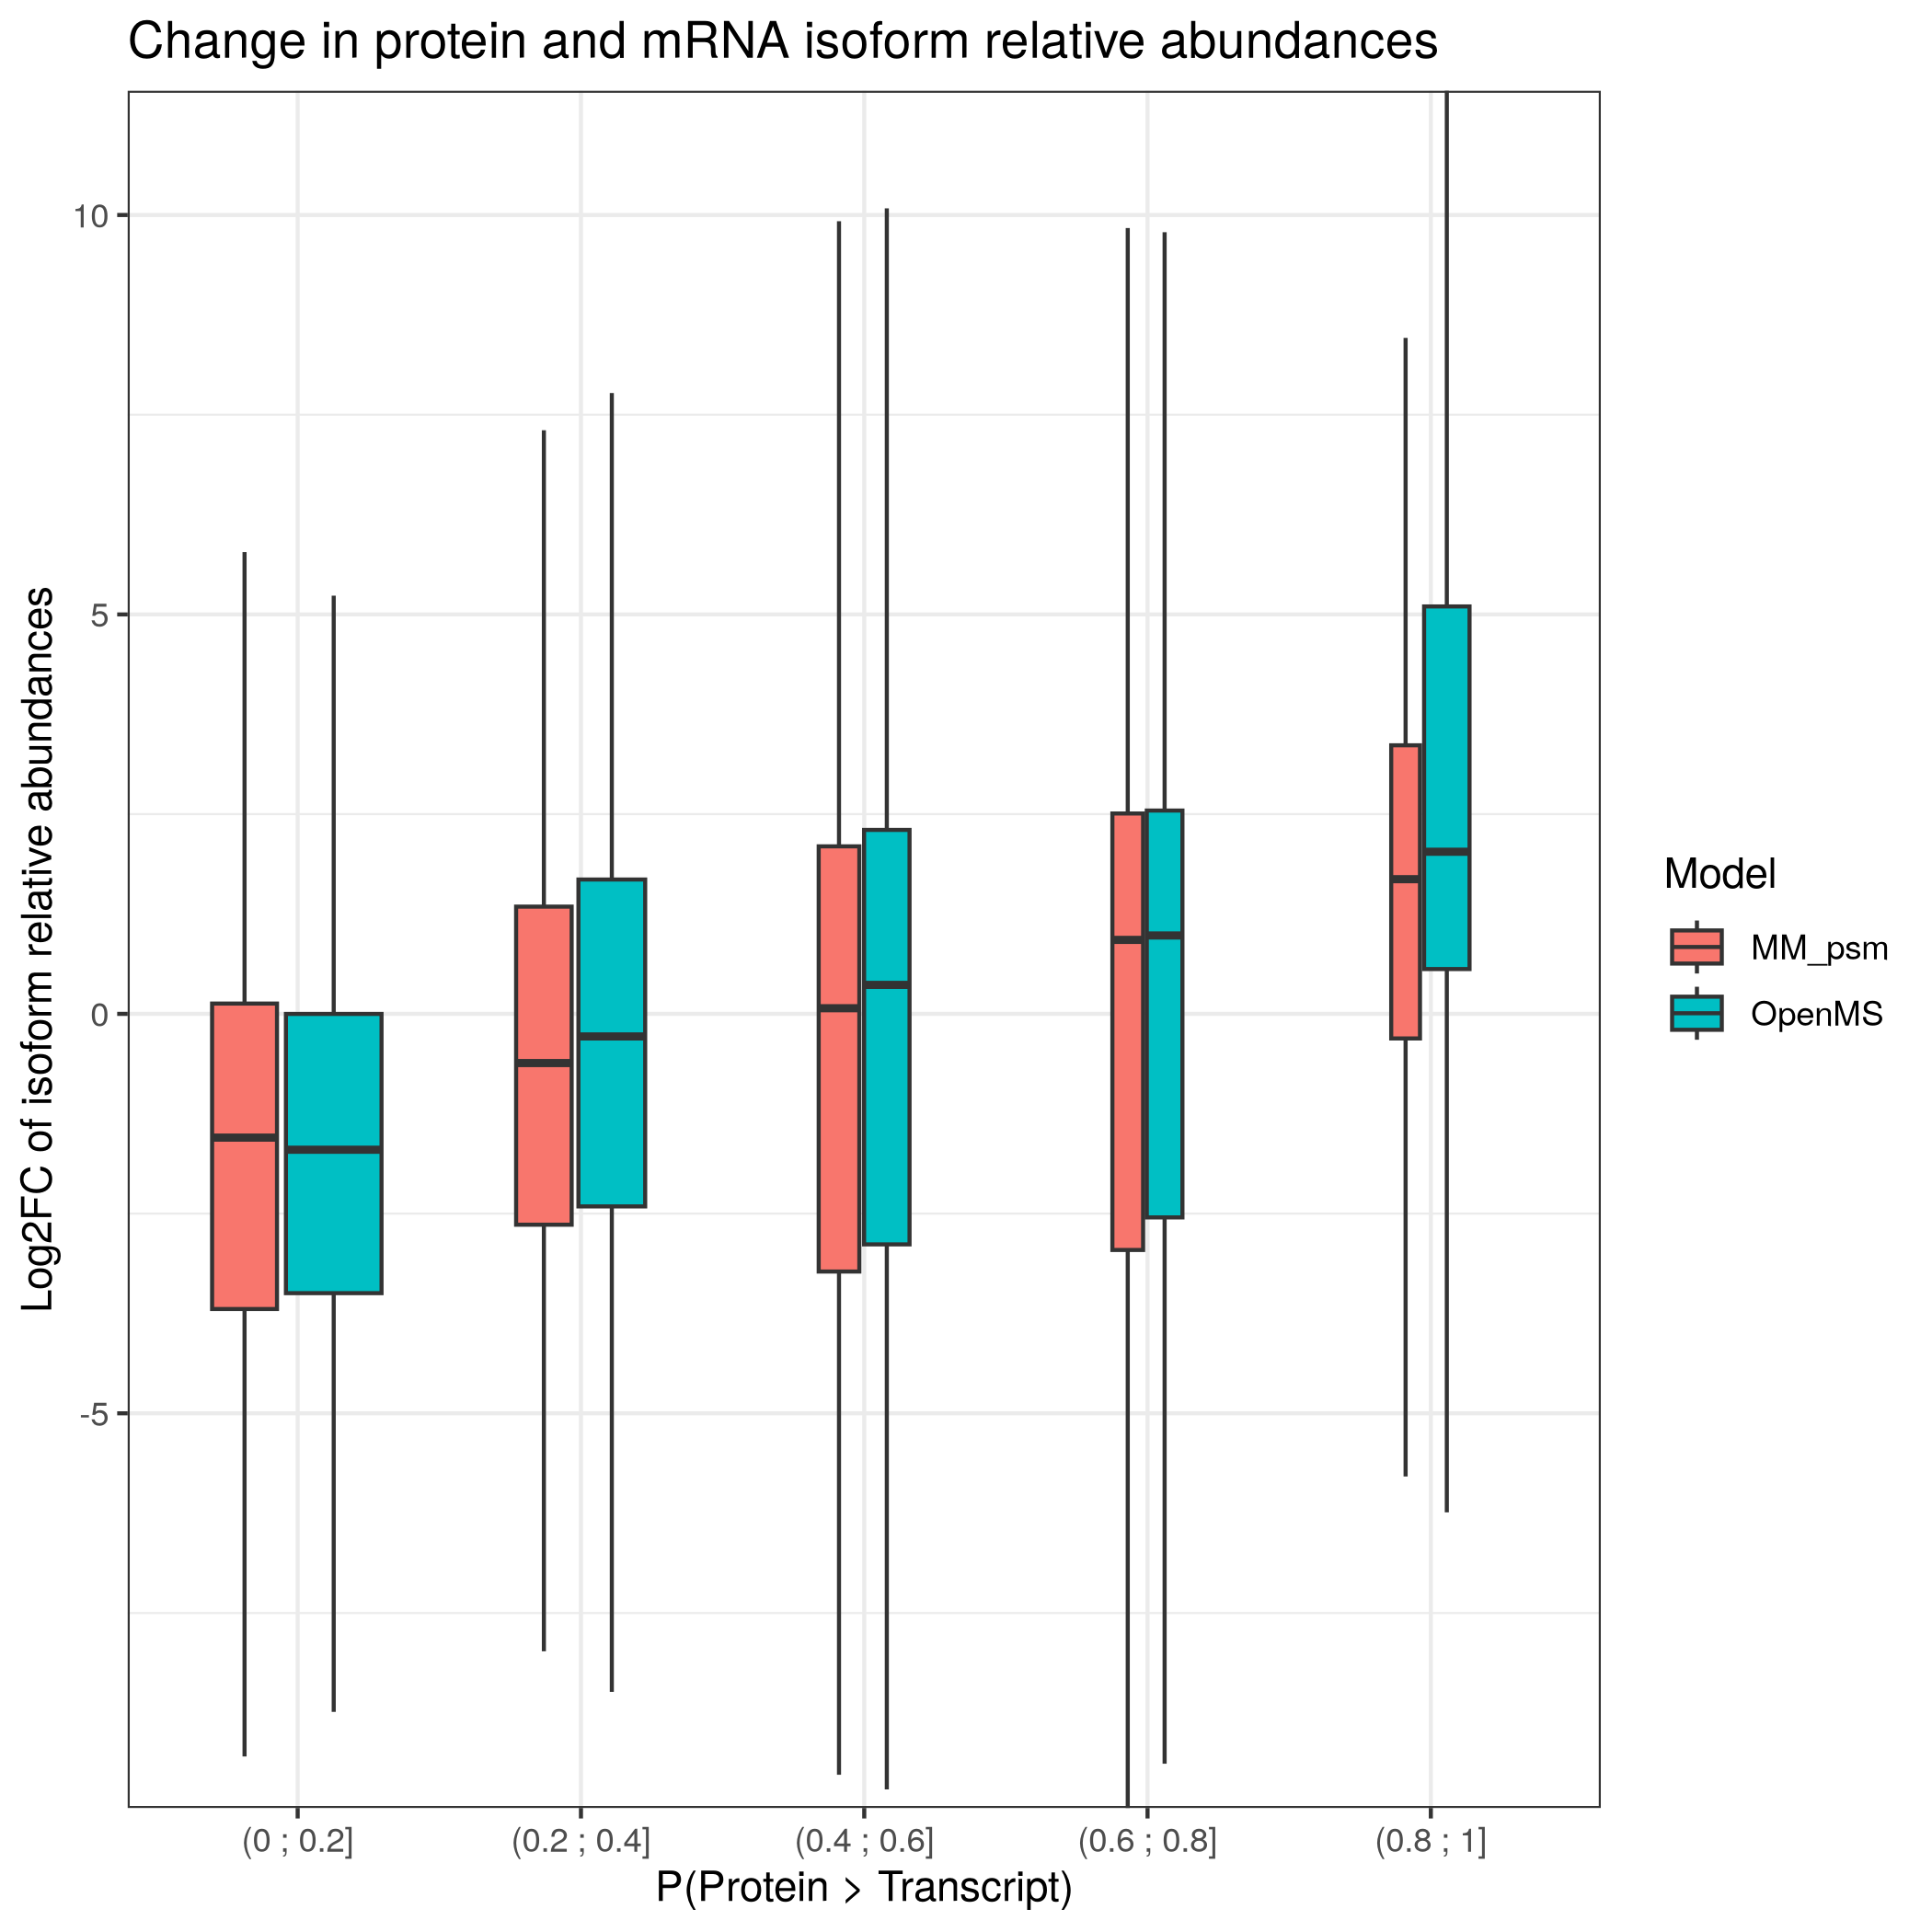 Change in protein and mRNA isoform relative abundances
Log2FC of isoform relative abundances
10
5
0
-5
(0 ; 0.2]
(0.2 ; 0.4]
(0.4 ; 0.6]
(0.6 ; 0.8]
(0.8 ; 1]
P(Protein > Transcript)
Model
MM_psm
OpenMS